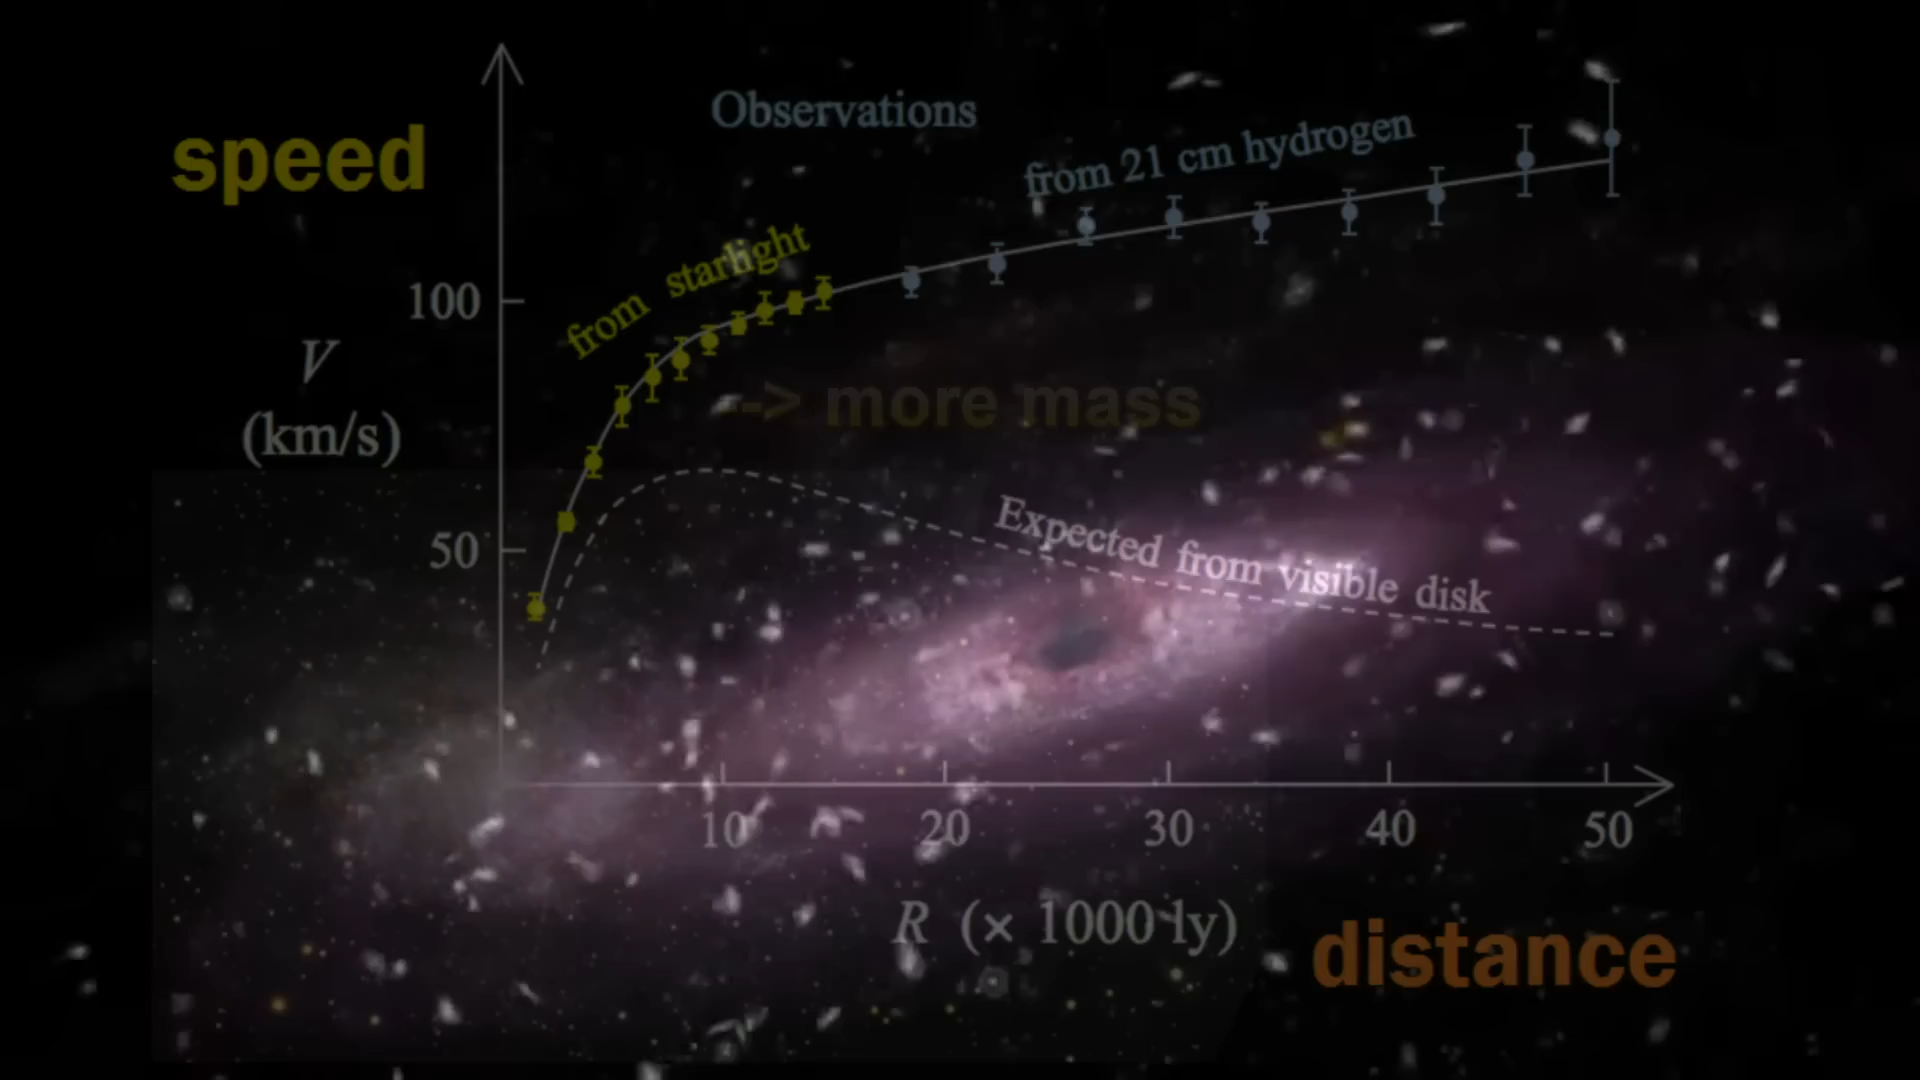 Observations
speed
from 21 cm hydrogen
from starlight
100
V
(km/s)
--> more mass
50
Expected from visible disk
10 20 30 40 50
R (× 1000 ly)
distance